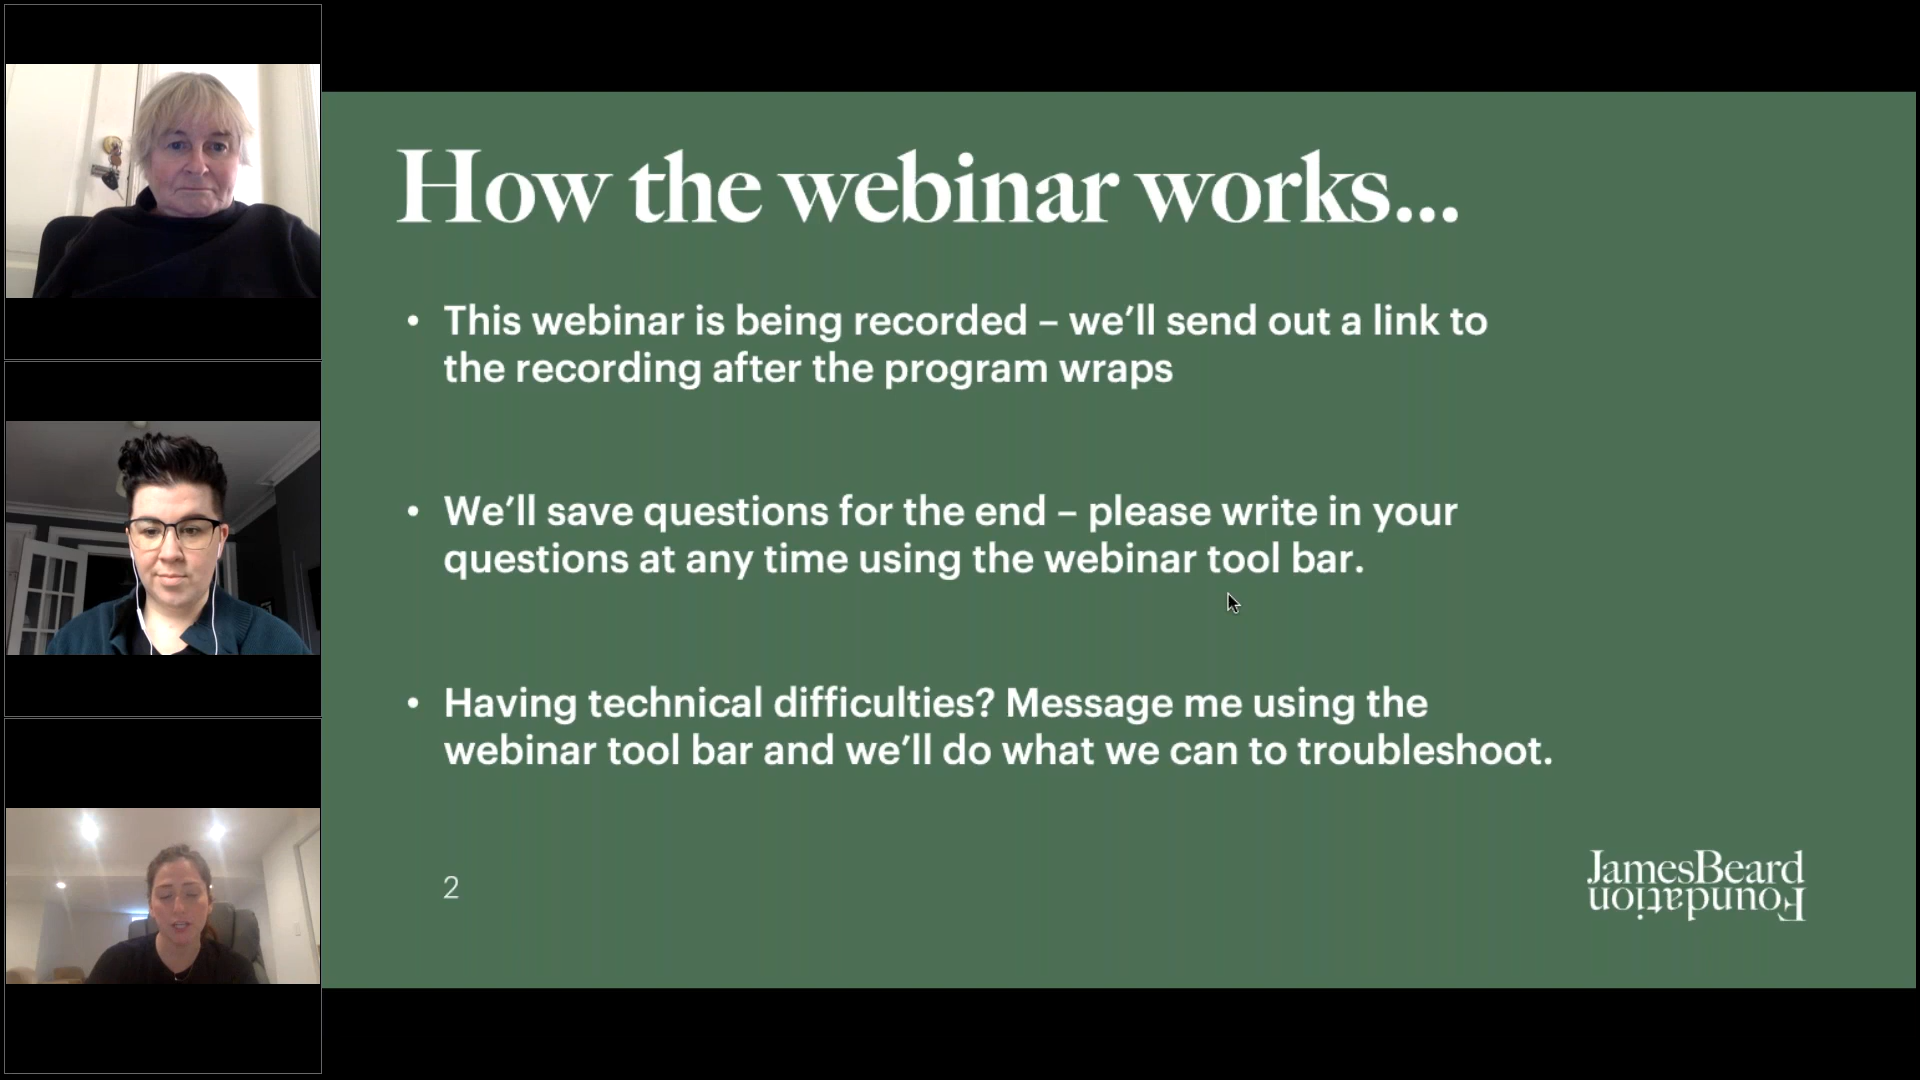 How the webinar works...
• This webinar is being recorded – we’ll send out a link to
the recording after the program wraps
• We’ll save questions for the end – please write in your
questions at any time using the webinar tool bar.
• Having technical difficulties? Message me using the
webinar tool bar and we’ll do what we can to troubleshoot.
2
JamesBeard
Foundation